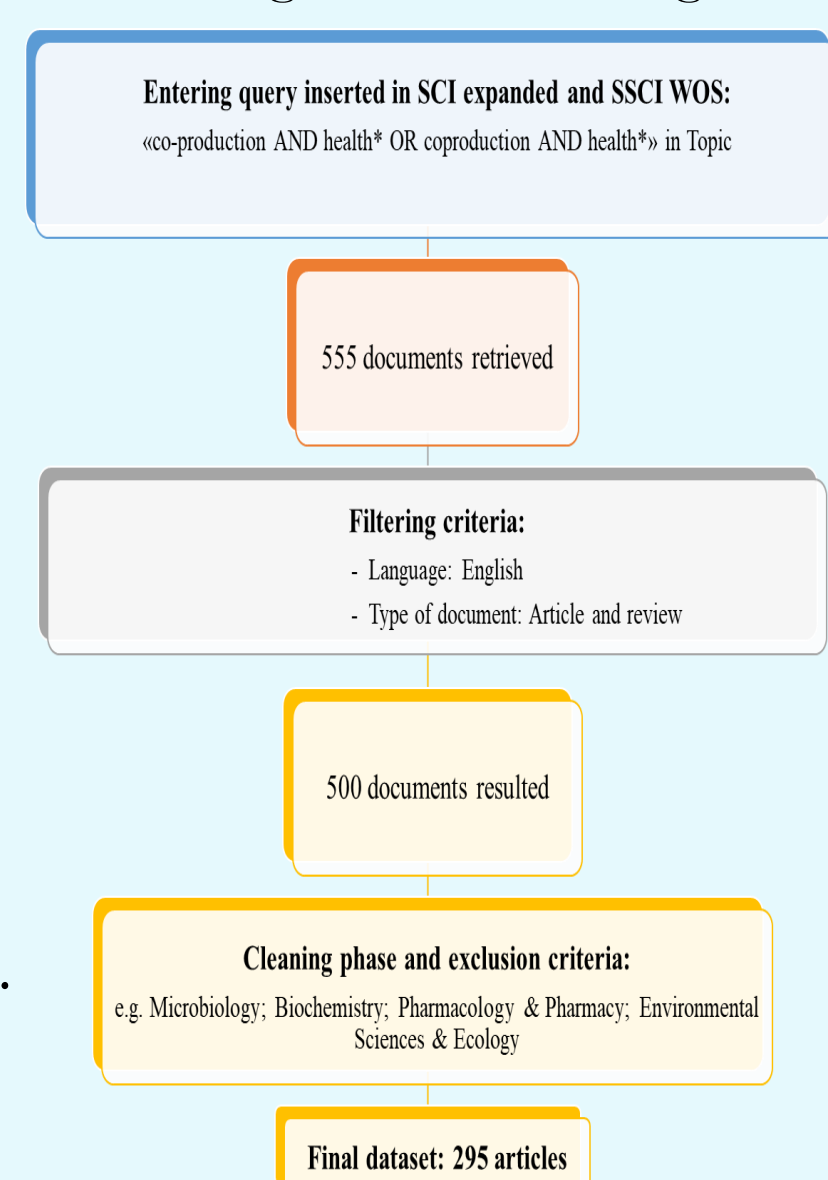 Entering query inserted in SCI expanded and SSCI WOS:
«co-production AND health* OR coproduction AND health*» in Topic
555 documents retrieved
Filtering criteria:
- Language: English
- Type of document: Article and review
500 documents resulted
Cleaning phase and exclusion criteria:
e.g. Microbiology; Biochemistry; Pharmacology & Pharmacy; Environmental
Sciences & Ecology
Final dataset: 295 articles